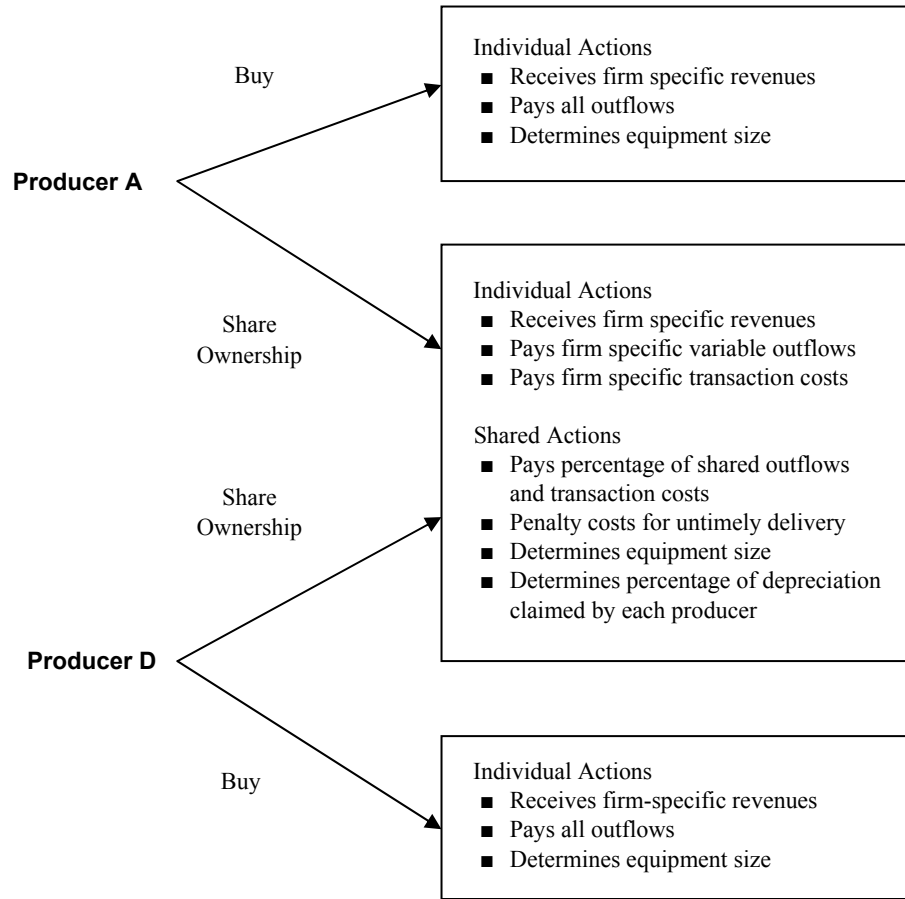 Buy
Individual Actions
■ Receives firm specific revenues
■ Pays all outflows
■ Determines equipment size
Producer A
Share
Ownership
Individual Actions
■ Receives firm specific revenues
■ Pays firm specific variable outflows
■ Pays firm specific transaction costs
Shared Actions
■ Pays percentage of shared outflows
and transaction costs
■ Penalty costs for untimely delivery
■ Determines equipment size
■ Determines percentage of depreciation
claimed by each producer
Share
Ownership
Producer D
Buy
Individual Actions
■ Receives firm-specific revenues
■ Pays all outflows
■ Determines equipment size